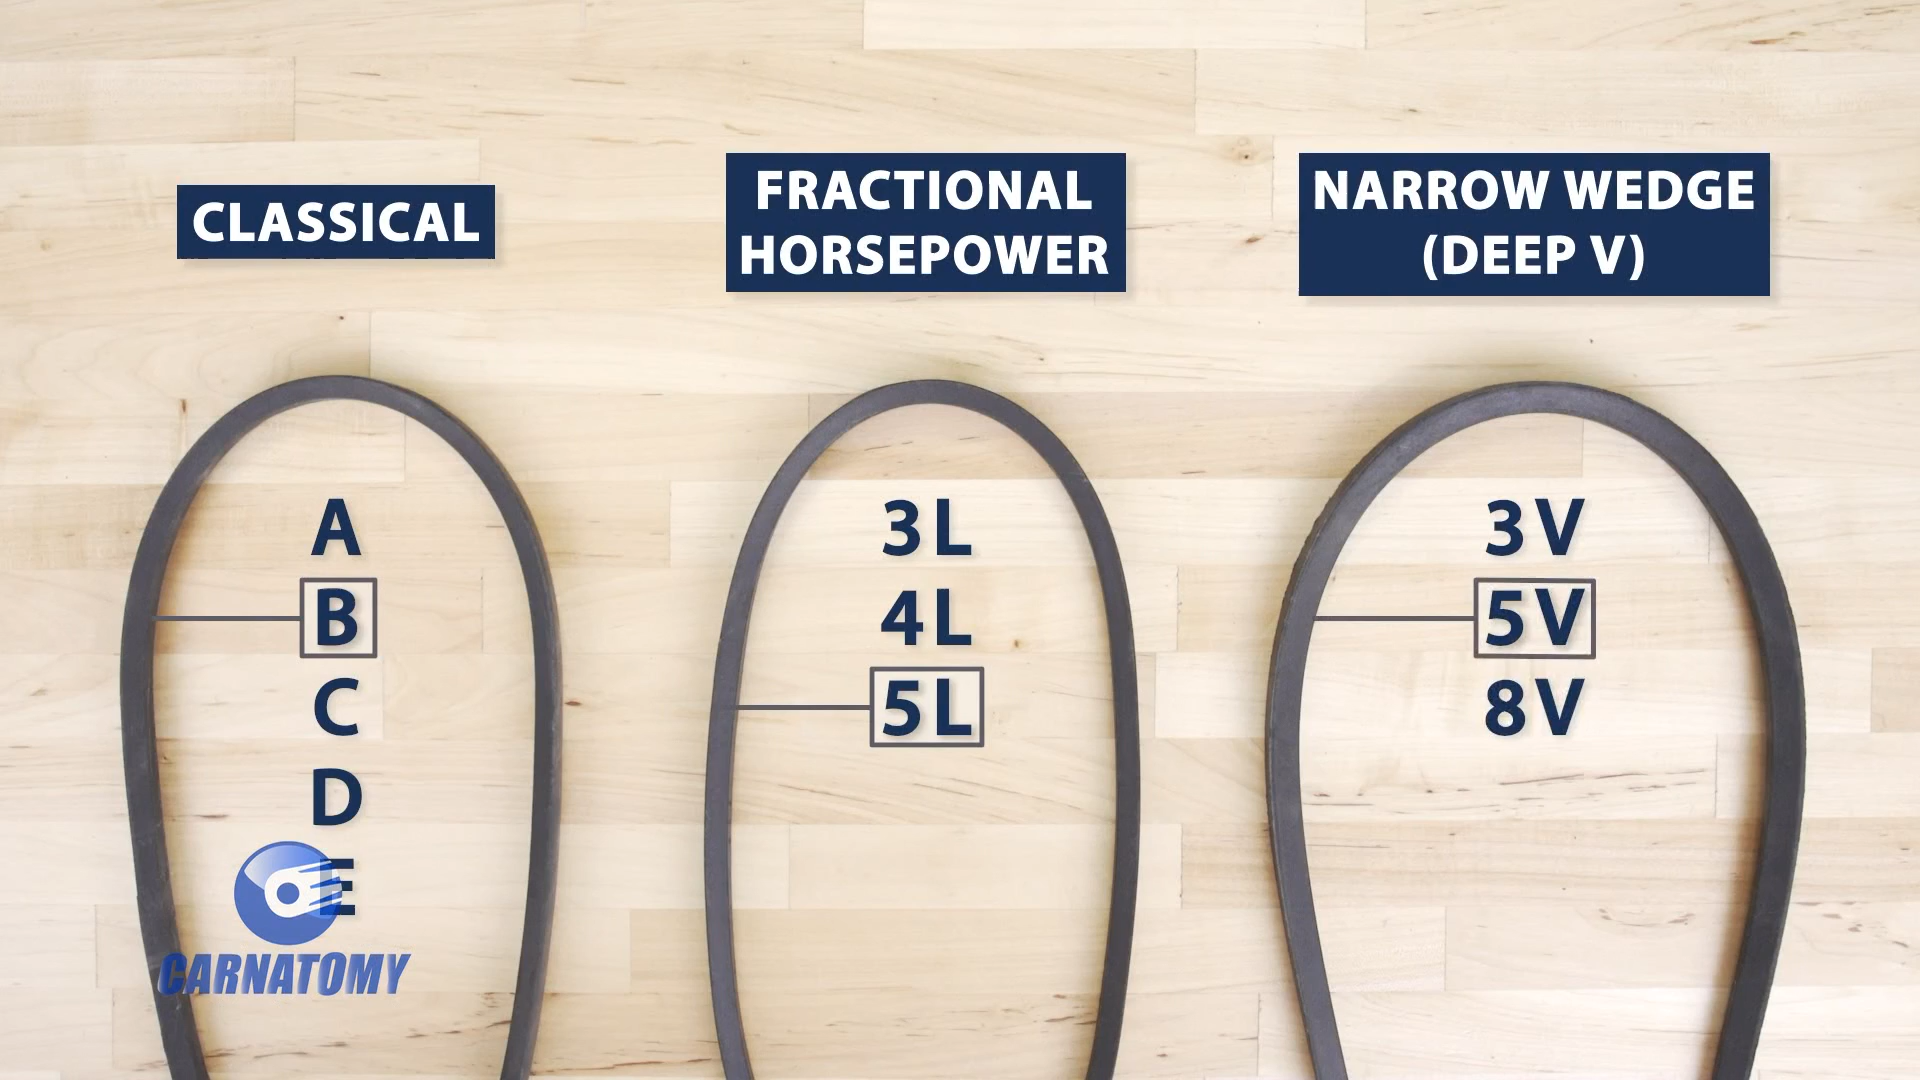 CLASSICAL
A
B
C
D
E
FRACTIONAL
HORSEPOWER
3L
4L
5L
NARROW WEDGE
(DEEP V)
3V
5V
8V
CARNATOMY